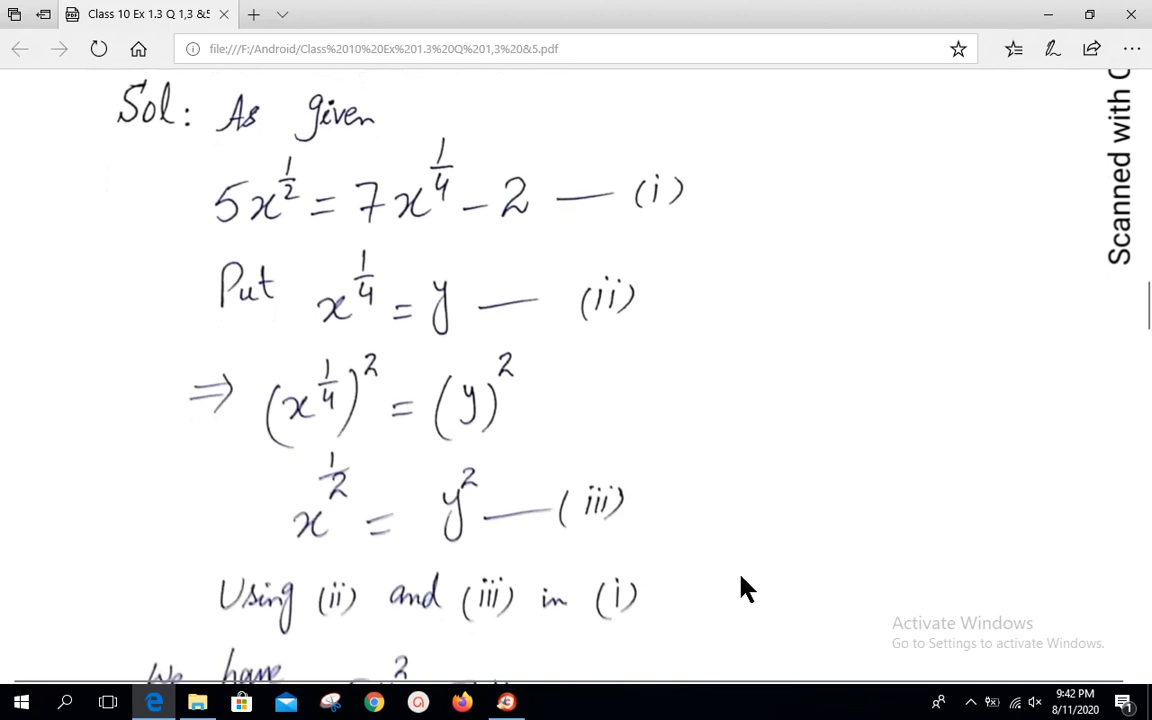 Class 10 Ex 1.3 Q 1,3 &5
file:///F:/Android/Class%2010%20Ex%201.3%20Q%201,3%20&5.pdf
Scanned with
Sol: As given
5x^(1/2) = 7x^(1/4) - 2 — (i)
Put x^(1/4) = y — (ii)
⇒ (x^(1/4))^2 = (y)^2
x^(1/2) = y^2 — (iii)
Using (ii) and (iii) in (i)
We have
Activate Windows
Go to Settings to activate Windows.
9:42 PM
8/11/2020